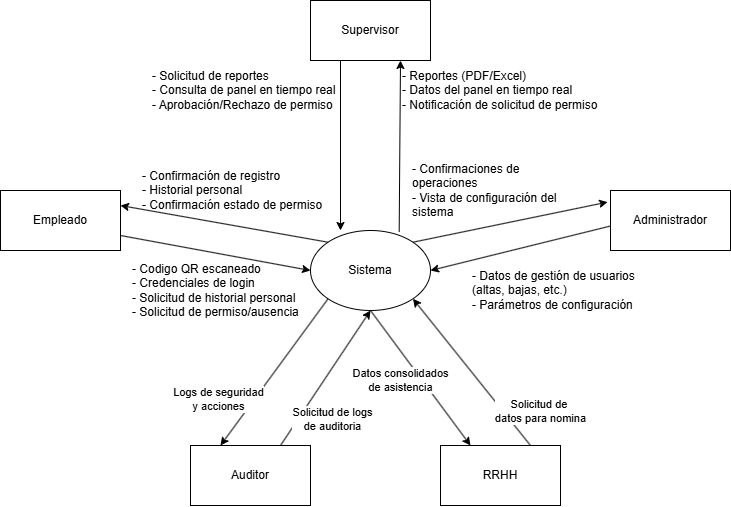 Supervisor
- Solicitud de reportes
- Consulta de panel en tiempo real
- Aprobación/Rechazo de permiso
- Reportes (PDF/Excel)
- Datos del panel en tiempo real
- Notificación de solicitud de permiso
- Confirmación de registro
- Historial personal
- Confirmación estado de permiso
- Confirmaciones de
operaciones
- Vista de configuración del
sistema
Empleado
Sistema
Administrador
- Codigo QR escaneado
- Credenciales de login
- Solicitud de historial personal
- Solicitud de permiso/ausencia
- Datos de gestión de usuarios
(altas, bajas, etc.)
- Parámetros de configuración
Logs de seguridad
y acciones
Solicitud de logs
de auditoria
Datos consolidados
de asistencia
Solicitud de
datos para nomina
Auditor
RRHH